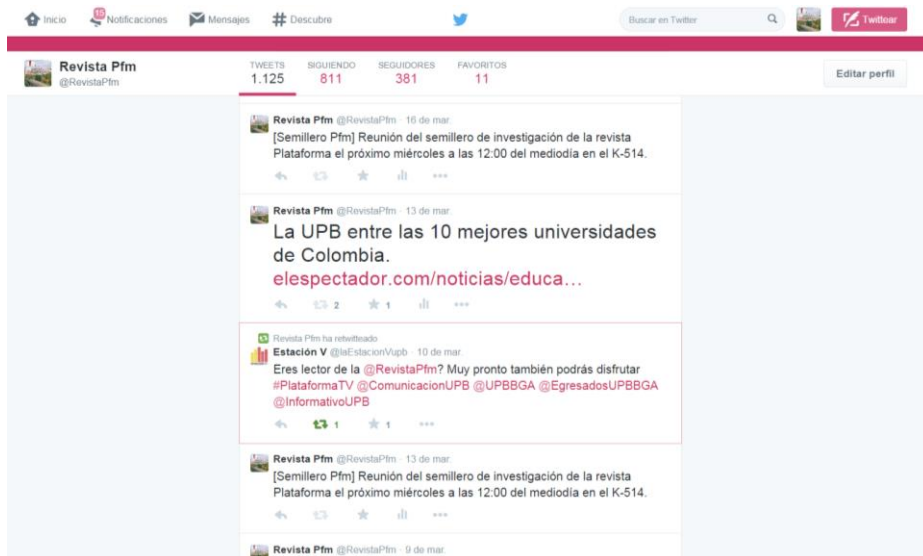 Inicio 15 Notificaciones Mensajes # Descubre Buscar en Twitter Twittear
Revista Pfm
@RevistaPfm
TWEETS SIGUIENDO SEGUIDORES FAVORITOS
1.125 811 381 11
Editar perfil
Revista Pfm @RevistaPfm · 16 de mar.
[Semillero Pfm] Reunión del semillero de investigación de la revista
Plataforma el próximo miércoles a las 12:00 del mediodía en el K-514.
Revista Pfm @RevistaPfm · 13 de mar.
La UPB entre las 10 mejores universidades
de Colombia.
elespectador.com/noticias/educa...
2 1
Revista Pfm ha retwitteado
Estación V @laEstacionVupb · 10 de mar.
Eres lector de la @RevistaPfm? Muy pronto también podrás disfrutar
#PlataformaTV @ComunicacionUPB @UPBBGA @EgresadosUPBBGA
@InformativoUPB
1 1
Revista Pfm @RevistaPfm · 13 de mar.
[Semillero Pfm] Reunión del semillero de investigación de la revista
Plataforma el próximo miércoles a las 12:00 del mediodía en el K-514.
Revista Pfm @RevistaPfm · 9 de mar.